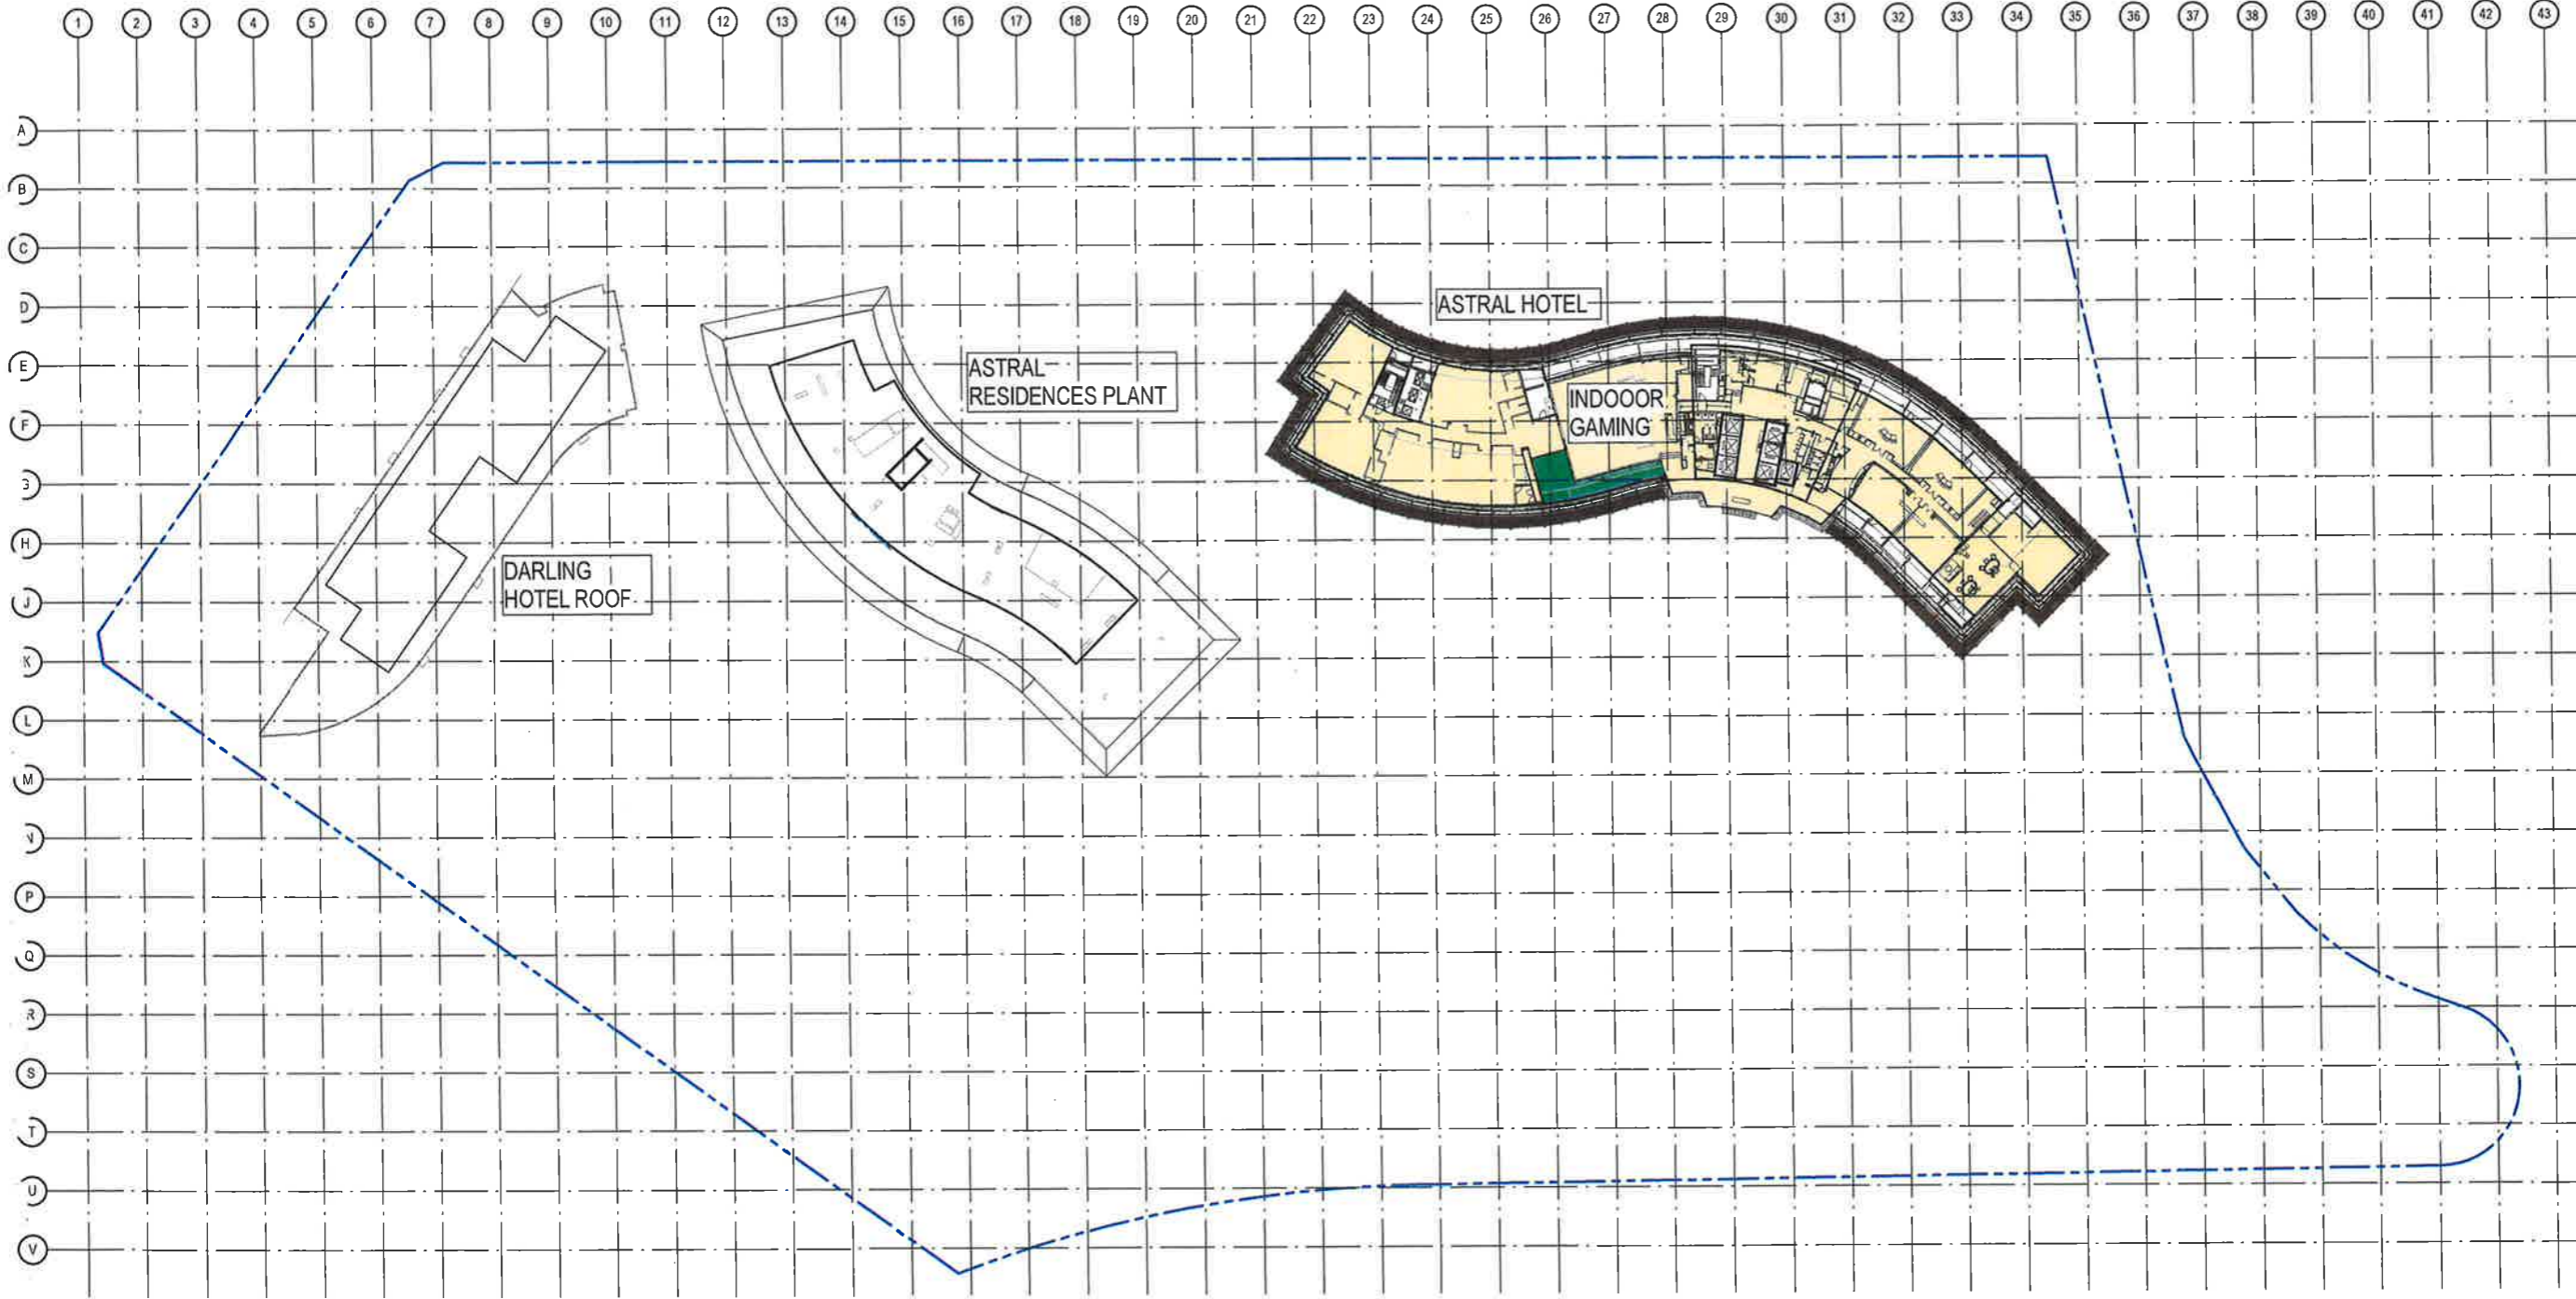 1 2 3 4 5 6 7 8 9 10 11 12 13 14 15 16 17 18 19 20 21 22 23 24 25 26 27 28 29 30 31 32 33 34 35 36 37 38 39 40 41 42 43
A
B
C
D
ASTRAL HOTEL
E
ASTRAL
RESIDENCES PLANT
INDOOOR
GAMING
F
G
H
DARLING
HOTEL ROOF
J
K
L
M
N
P
Q
R
S
T
U
V